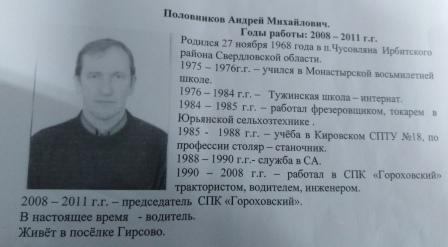 Половников Андрей Михайлович.
Годы работы: 2008 – 2011 г.г.
Родился 27 ноября 1968 года в п.Чусовляна Ирбитского
района Свердловской области.
1975 – 1976г.г. – учился в Монастырской восьмилетней
школе.
1976 – 1984 г.г. – Тужинская школа – интернат.
1984 – 1985 г.г. – работал фрезеровщиком, токарем в
Юрьянской сельхозтехнике .
1985 - 1988 г.г. – учёба в Кировском СПТУ №18, по
профессии столяр – станочник.
1988 – 1990 г.г.- служба в СА.
1990 – 2008 г.г. – работал в СПК «Гороховский»
трактористом, водителем, инженером.
2008 – 2011 г.г. – председатель СПК «Гороховский».
В настоящее время - водитель.
Живёт в посёлке Гирсово.